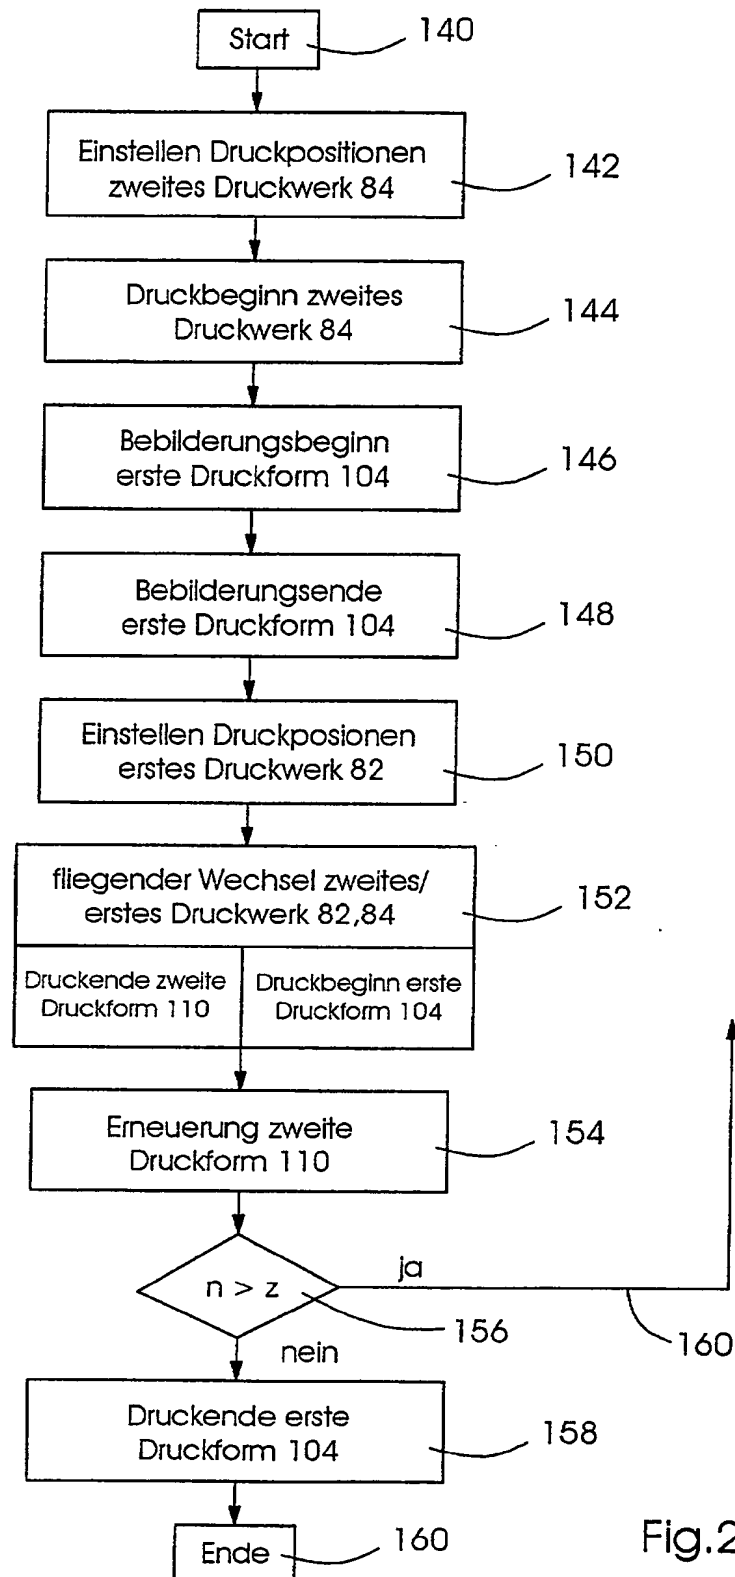 Start
140
Einstellen Druckpositionen
zweites Druckwerk 84
142
Druckbeginn zweites
Druckwerk 84
144
Bebilderungsbeginn
erste Druckform 104
146
Bebilderungsende
erste Druckform 104
148
Einstellen Druckposionen
erstes Druckwerk 82
150
fliegender Wechsel zweites/
erstes Druckwerk 82,84
152
Druckende zweite
Druckform 110
Druckbeginn erste
Druckform 104
Erneuerung zweite
Druckform 110
154
n > z
ja
156
160
nein
Druckende erste
Druckform 104
158
Ende
160
Fig.2